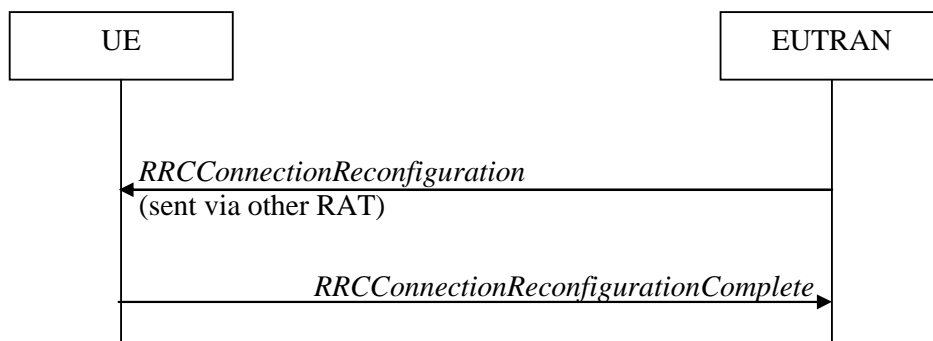 UE
EUTRAN
RRCConnectionReconfiguration
(sent via other RAT)
RRCConnectionReconfigurationComplete